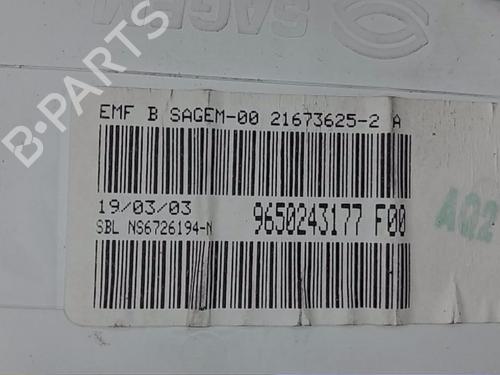 SAGEM
B-PARTS
EMF B SAGEM-00 21673625-2 A
19/03/03
9650243177 F00
SBL NS6726194-N
AQ2